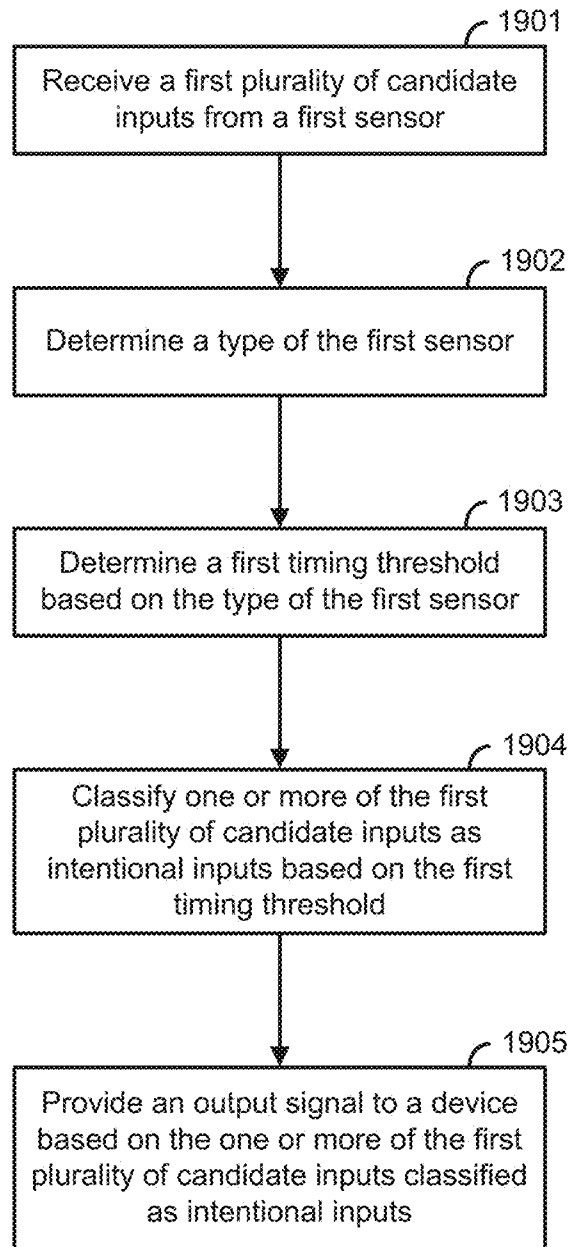 1901
Receive a first plurality of candidate
inputs from a first sensor
1902
Determine a type of the first sensor
1903
Determine a first timing threshold
based on the type of the first sensor
1904
Classify one or more of the first
plurality of candidate inputs as
intentional inputs based on the first
timing threshold
1905
Provide an output signal to a device
based on the one or more of the first
plurality of candidate inputs classified
as intentional inputs